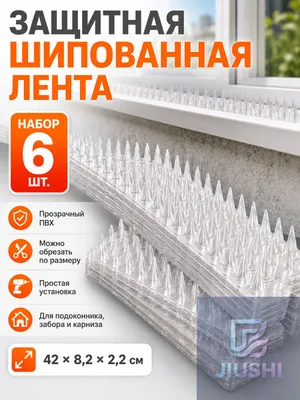 ЗАЩИТНАЯ
ШИПОВАННАЯ
ЛЕНТА
НАБОР
6
ШТ.
Прозрачный
ПВХ
Можно
обрезать
по размеру
Простая
установка
Для подоконника,
забора и карниза
42 × 8,2 × 2,2 см
JIUSHI